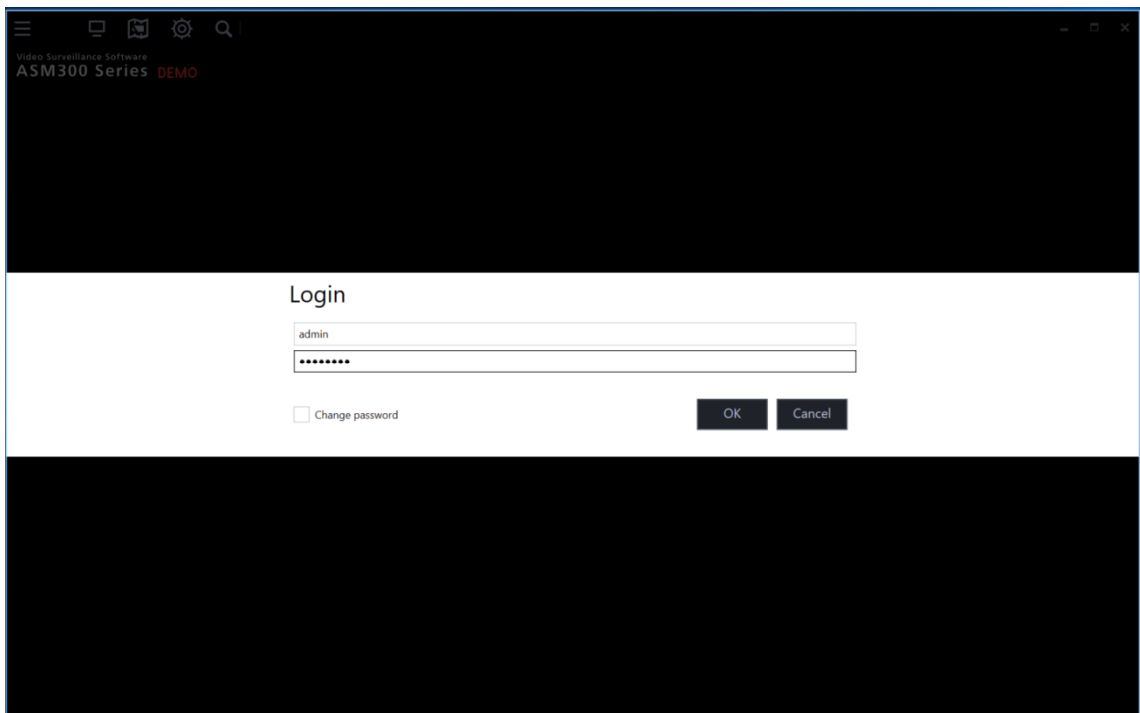 Video Surveillance Software
ASM300 Series DEMO
Login
admin
••••••••
Change password
OK
Cancel